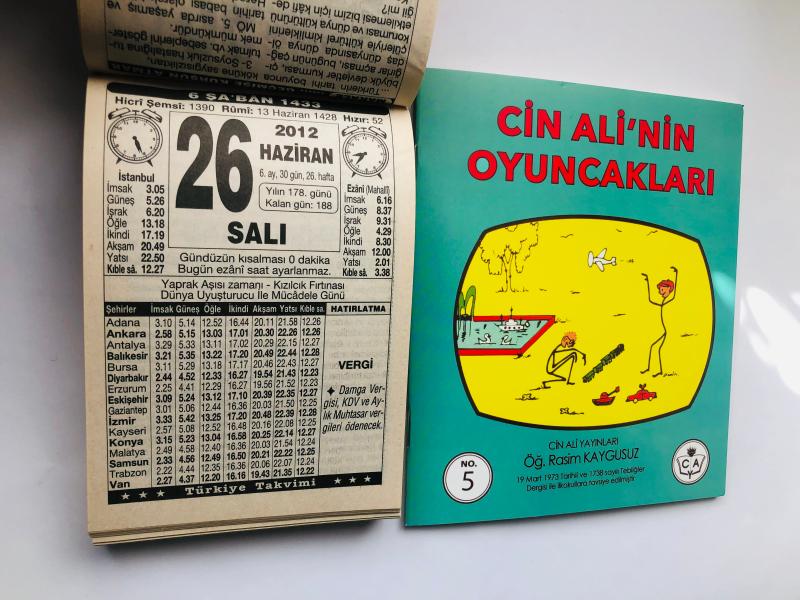 6 ŞA'BAN 1433
Hicrî Şemsî: 1390 Rûmî: 13 Haziran 1428 Hızır: 52
26
2012
HAZİRAN
6. ay, 30 gün, 26. hafta
Yılın 178. günü
Kalan gün: 188
SALI
İstanbul
İmsak 3.05
Güneş 5.26
İşrak 6.20
Öğle 13.18
İkindi 17.19
Akşam 20.49
Yatsı 22.50
Kıble sâ. 12.27
Ezânî (Mahallî)
İmsak 6.16
Güneş 8.37
İşrak 9.31
Öğle 4.29
İkindi 8.30
Akşam 12.00
Yatsı 2.01
Kıble sâ. 3.38
Gündüzün kısalması 0 dakika
Bugün ezânî saat ayarlanmaz.
Yaprak Aşısı zamanı - Kızılcık Fırtınası
Dünya Uyuşturucu İle Mücâdele Günü
Şehirler İmsak Güneş Öğle İkindi Akşam Yatsı Kıble sa.
Adana 3.10 5.14 12.52 16.44 20.11 21.58 12.26
Ankara 2.58 5.15 13.03 17.01 20.30 22.26 12.26
Antalya 3.29 5.33 13.11 17.02 20.29 22.15 12.27
Balıkesir 3.21 5.35 13.22 17.20 20.49 22.44 12.28
Bursa 3.11 5.29 13.18 17.17 20.46 22.43 12.27
Diyarbakır 2.44 4.52 12.33 16.27 19.54 21.43 12.23
Erzurum 2.25 4.41 12.29 16.27 19.56 21.52 12.23
Eskişehir 3.09 5.24 13.12 17.10 20.39 22.35 12.27
Gaziantep 3.01 5.06 12.44 16.36 20.03 21.50 12.25
İzmir 3.33 5.42 13.25 17.20 20.48 22.39 12.28
Kayseri 2.57 5.08 12.52 16.48 20.16 22.08 12.25
Konya 3.15 5.23 13.04 16.58 20.25 22.14 12.27
Malatya 2.49 4.58 12.40 16.36 20.03 21.54 12.24
Samsun 2.33 4.56 12.49 16.50 20.21 22.22 12.25
Trabzon 2.22 4.44 12.35 16.36 20.06 22.07 12.24
Van 2.27 4.37 12.20 16.16 19.43 21.35 12.22
HATIRLATMA
VERGİ
✦ Damga Ver-
gisi, KDV ve Ay-
lık Muhtasar ver-
gileri ödenecek.
Türkiye Takvimi
CİN ALİ'NİN
OYUNCAKLARI
CİN ALİ YAYINLARI
Öğ. Rasim KAYGUSUZ
19 Mart 1973 Tarihli ve 1738 sayılı Tebliğler
Dergisi ile ilkokullara tavsiye edilmiştir
NO.
5
C A
Y